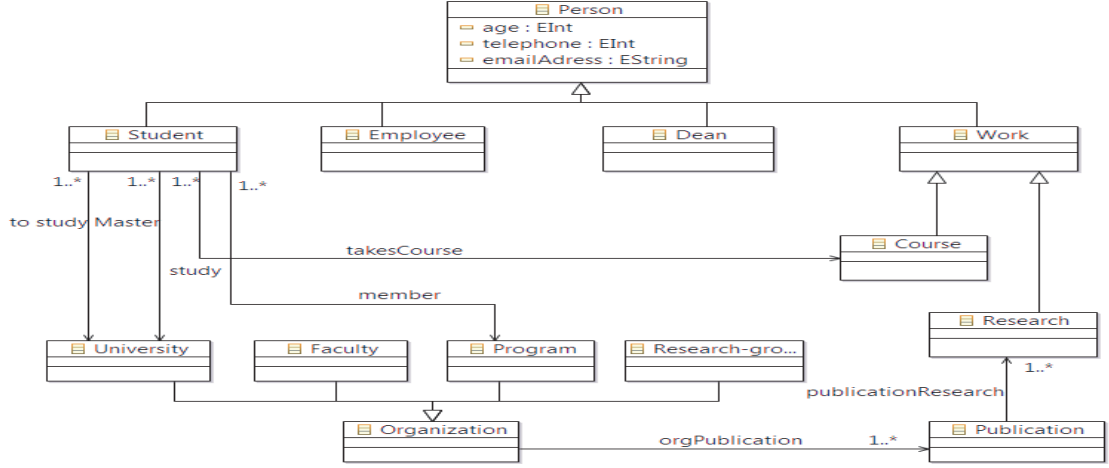 Person
age : EInt
telephone : EInt
emailAdress : EString
Student
Employee
Dean
Work
1..*
1..*
1..*
1..*
to study Master
takesCourse
Course
study
member
University
Faculty
Program
Research-gro...
Research
1..*
publicationResearch
Organization
orgPublication
1..*
Publication